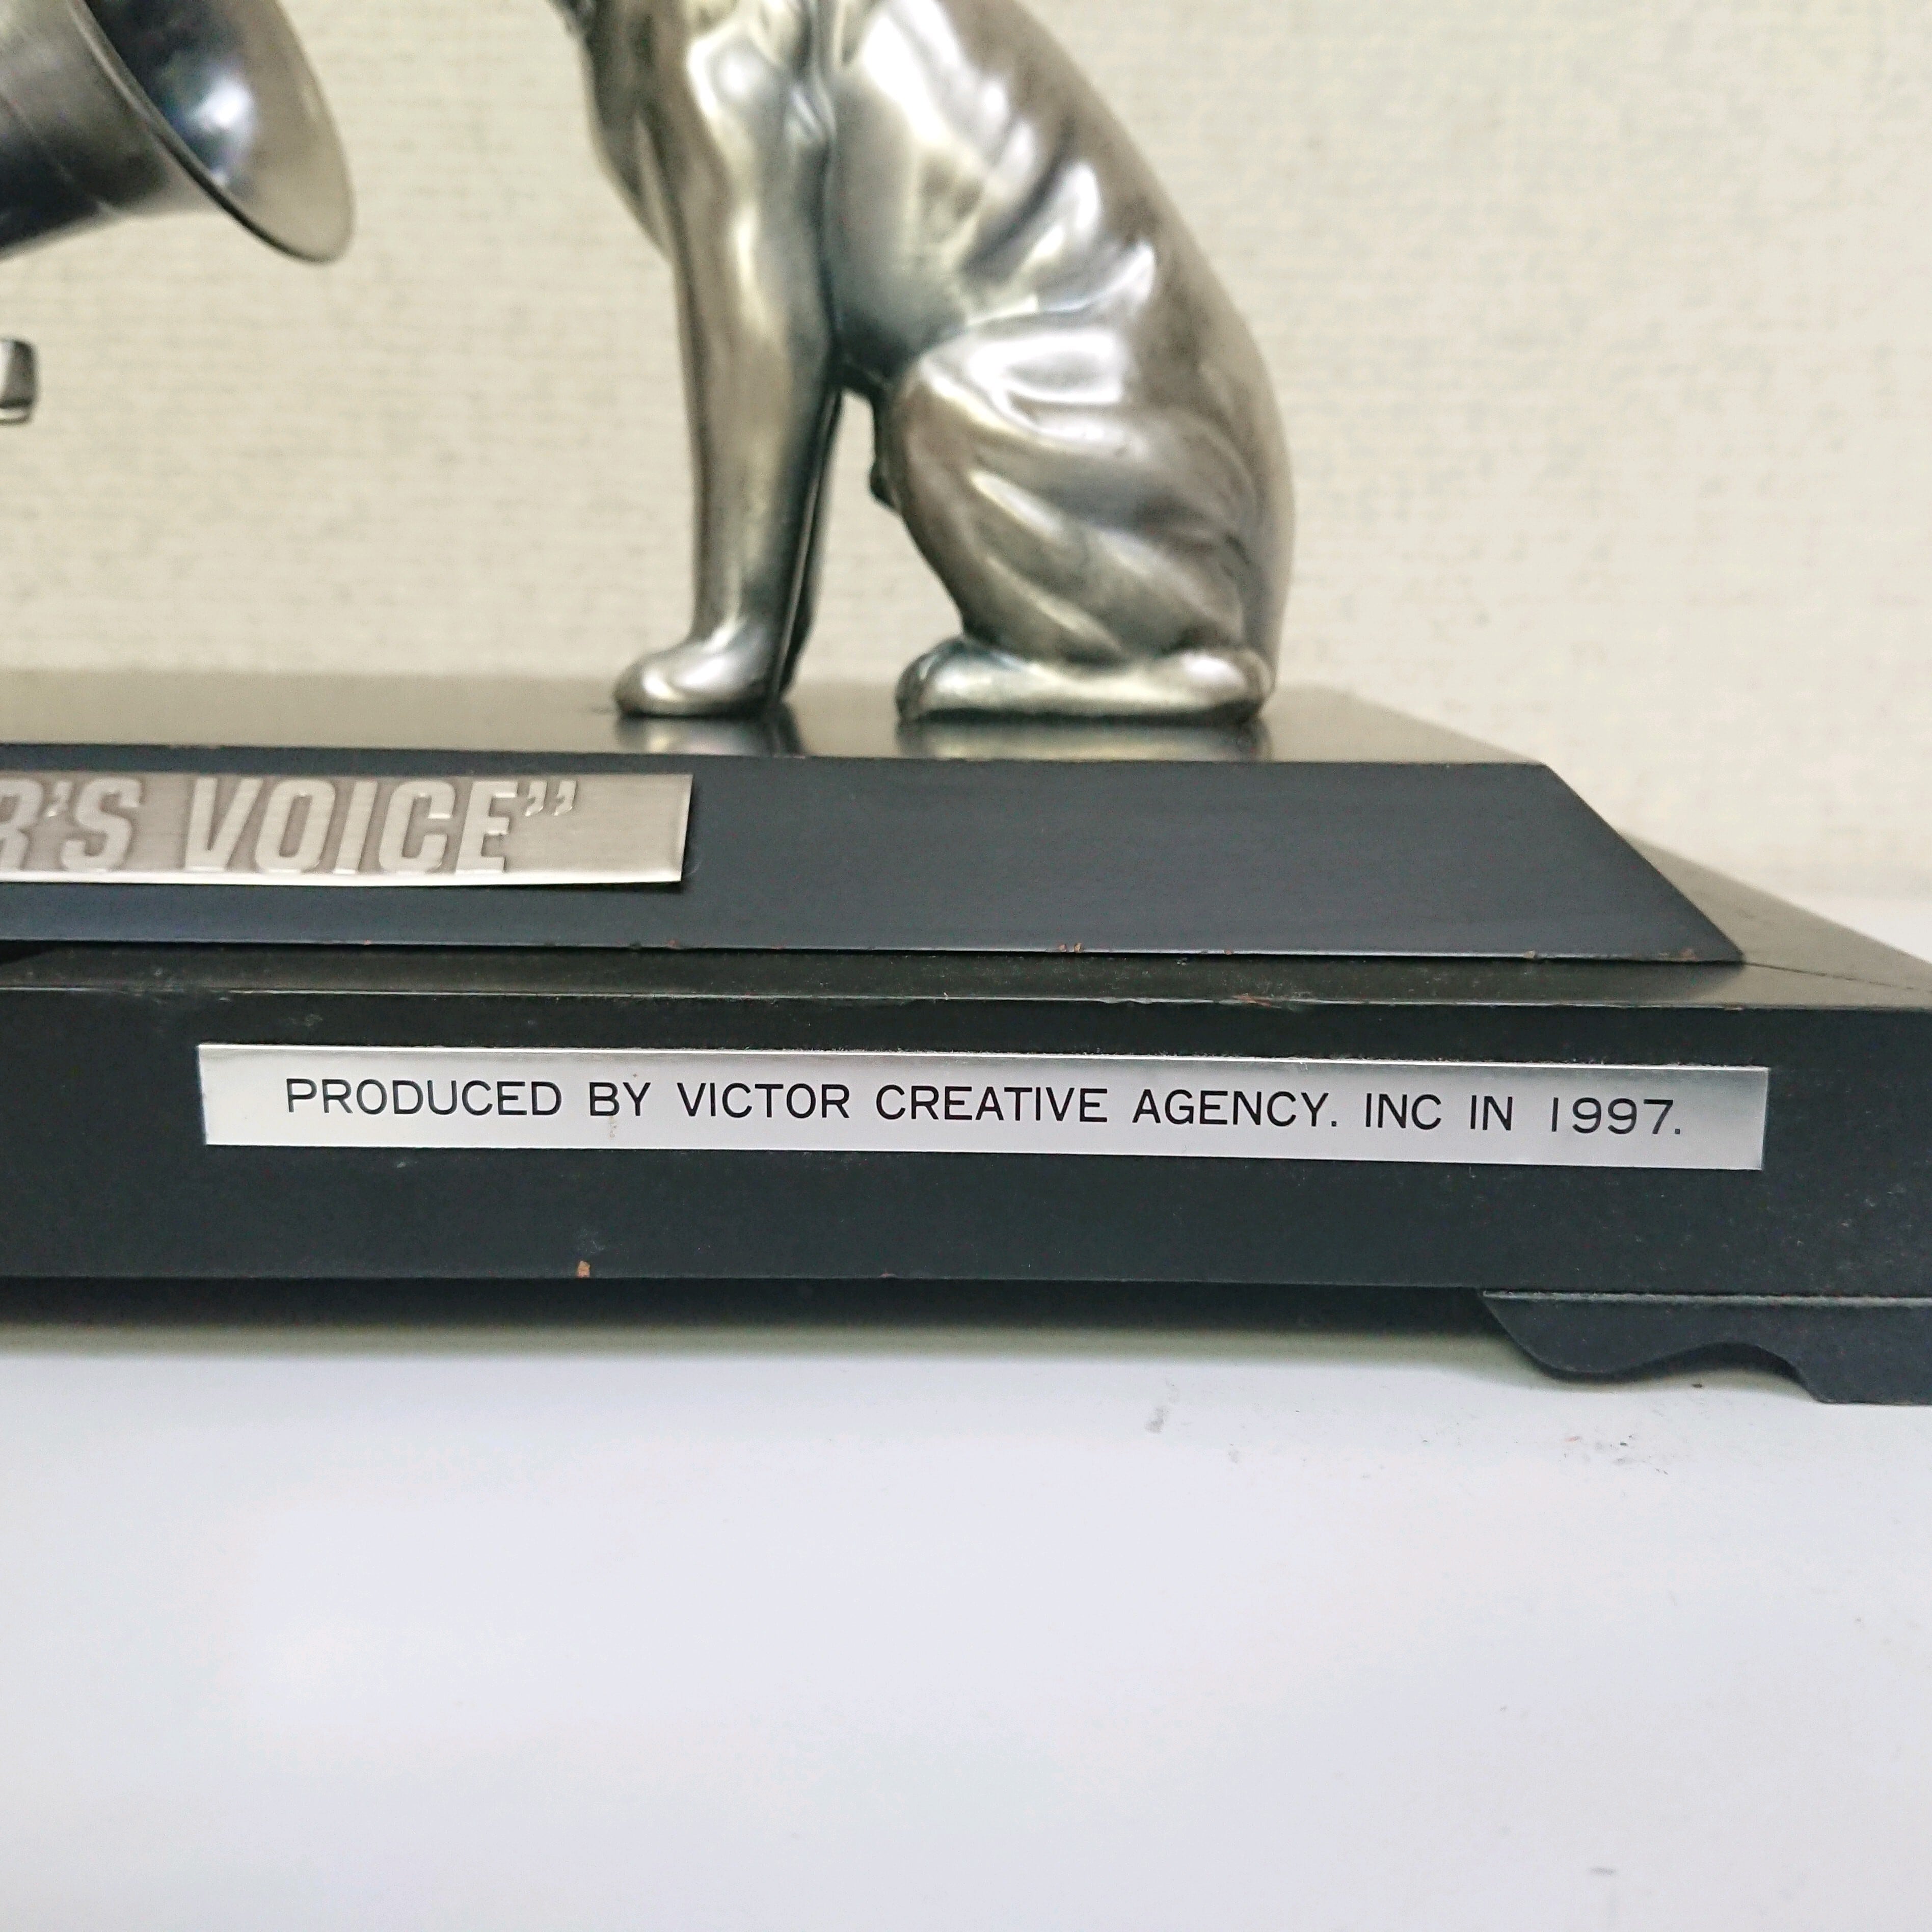 R'S VOICE”
PRODUCED BY VICTOR CREATIVE AGENCY. INC IN 1997.